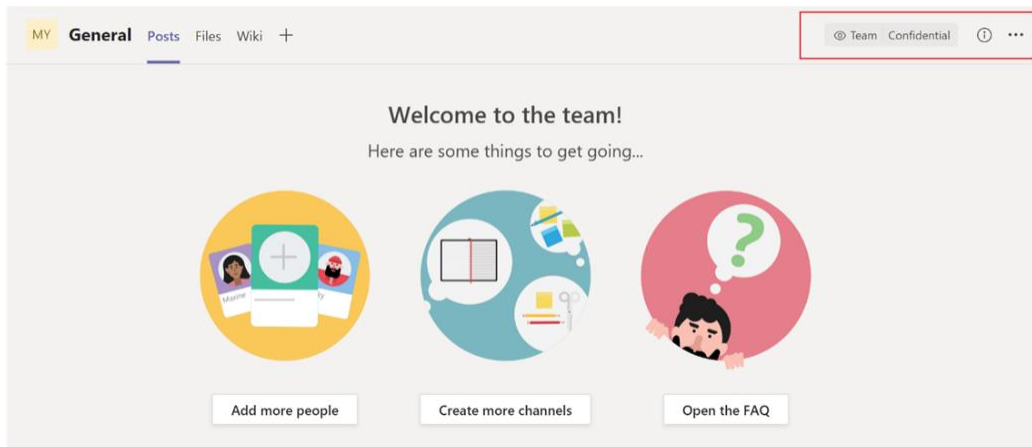 MY General Posts Files Wiki + Team Confidential
Welcome to the team!
Here are some things to get going...
Maxine
Add more people Create more channels Open the FAQ